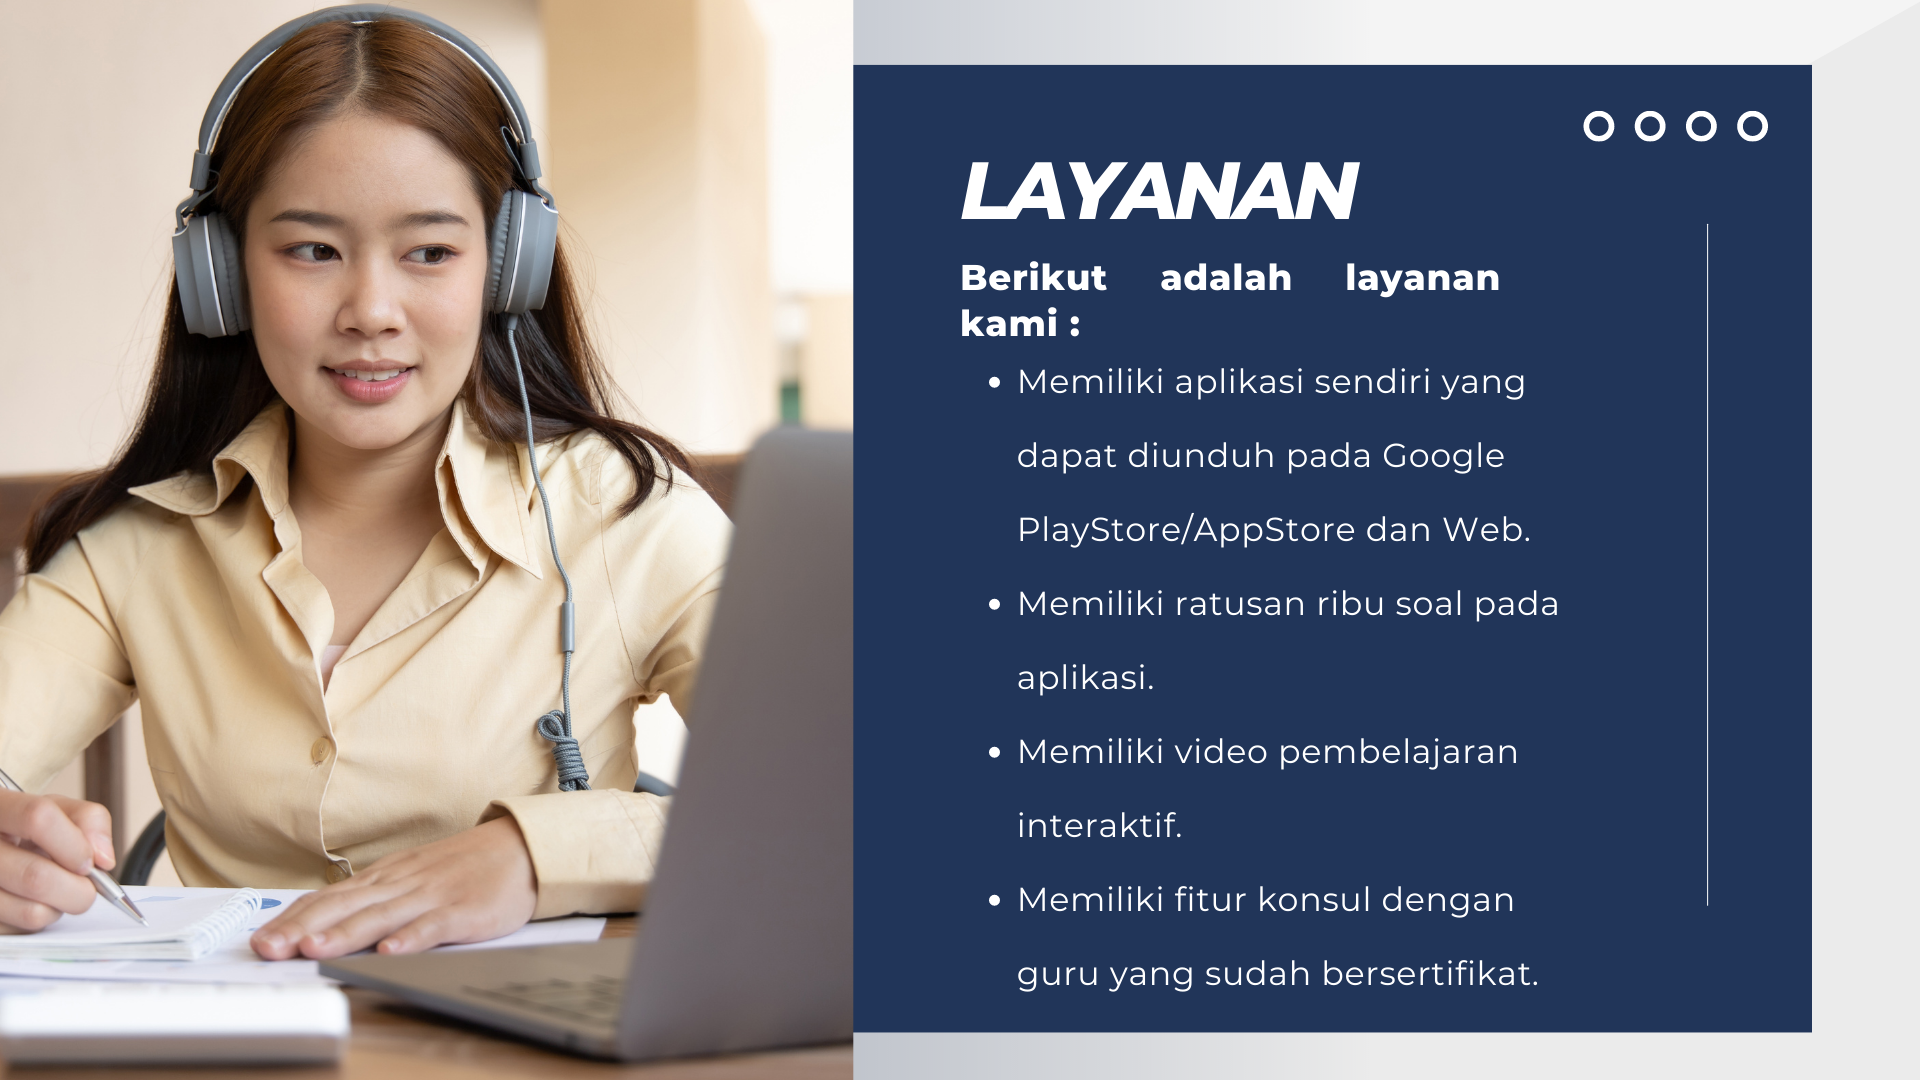 LAYANAN
Berikut adalah layanan
kami :
• Memiliki aplikasi sendiri yang
dapat diunduh pada Google
PlayStore/AppStore dan Web.
• Memiliki ratusan ribu soal pada
aplikasi.
• Memiliki video pembelajaran
interaktif.
• Memiliki fitur konsul dengan
guru yang sudah bersertifikat.